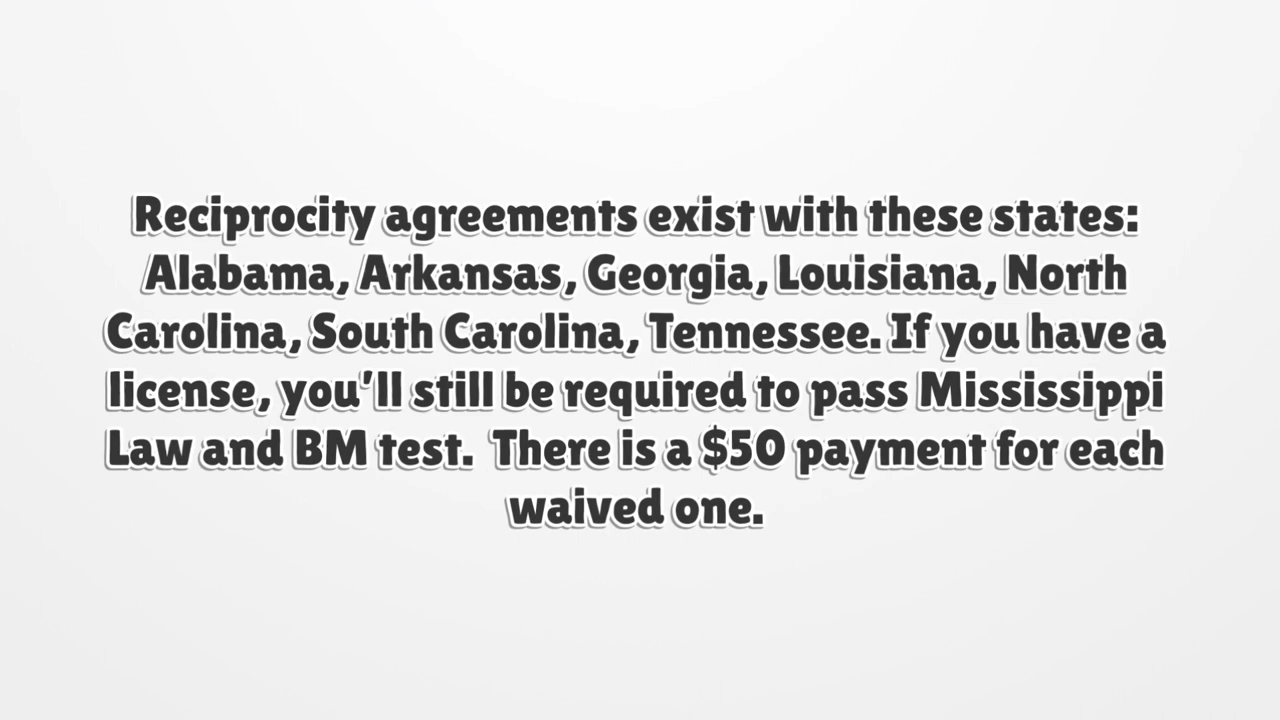 Reciprocity agreements exist with these states:
Alabama, Arkansas, Georgia, Louisiana, North
Carolina, South Carolina, Tennessee. If you have a
license, you'll still be required to pass Mississippi
Law and BM test.  There is a $50 payment for each
waived one.